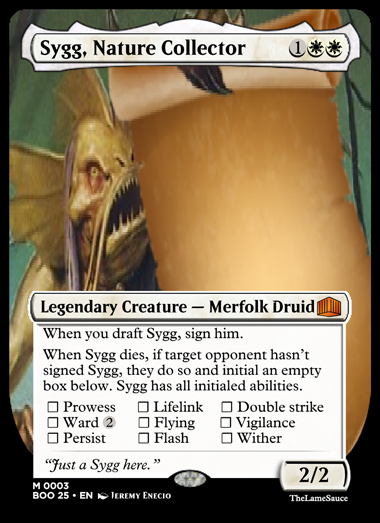 Sygg, Nature Collector 1
Legendary Creature — Merfolk Druid
When you draft Sygg, sign him.
When Sygg dies, if target opponent hasn't
signed Sygg, they do so and initial an empty
box below. Sygg has all initialed abilities.
☐ Prowess ☐ Lifelink ☐ Double strike
☐ Ward 2 ☐ Flying ☐ Vigilance
☐ Persist ☐ Flash ☐ Wither
“Just a Sygg here.”
2/2
M 0003
BOO 25 • EN Jeremy Enecio
TheLameSauce